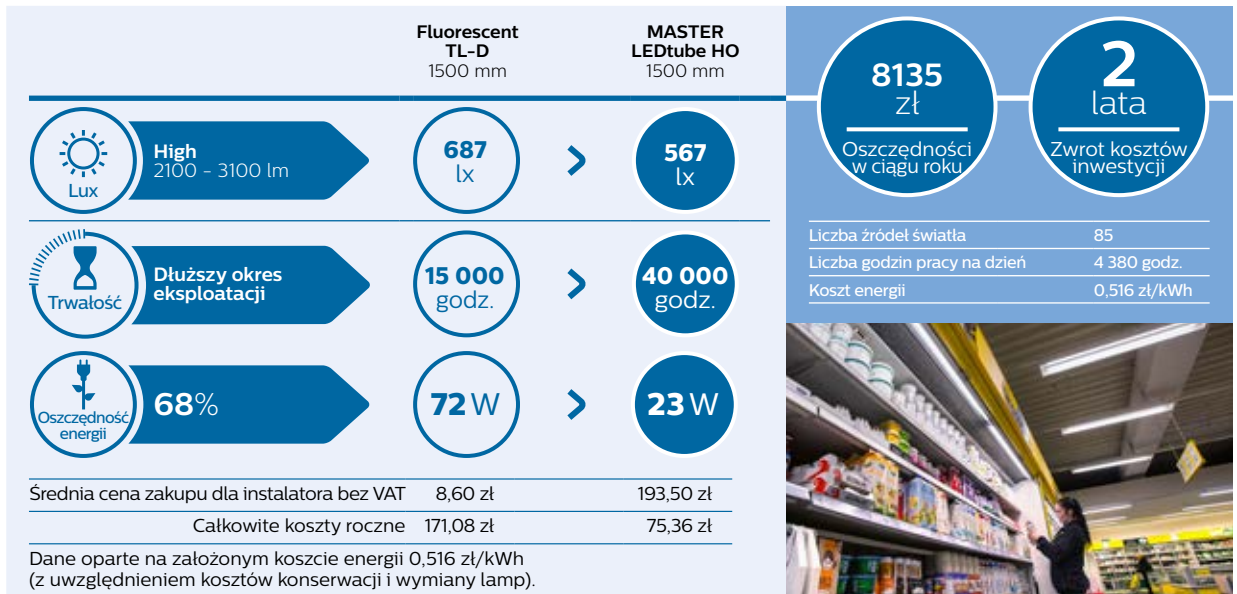 Fluorescent
TL-D
1500 mm
MASTER
LEDtube HO
1500 mm
Lux
High
2100 - 3100 lm
687
lx
>
567
lx
Trwałość
Dłuższy okres
eksploatacji
15 000
godz.
>
40 000
godz.
Oszczędność
energii
68%
72 W
>
23 W
Średnia cena zakupu dla instalatora bez VAT 8,60 zł 193,50 zł
Całkowite koszty roczne 171,08 zł 75,36 zł
Dane oparte na założonym koszcie energii 0,516 zł/kWh
(z uwzględnieniem kosztów konserwacji i wymiany lamp).
8135
zł
Oszczędności
w ciągu roku
2
lata
Zwrot kosztów
inwestycji
Liczba źródeł światła 85
Liczba godzin pracy na dzień 4 380 godz.
Koszt energii 0,516 zł/kWh